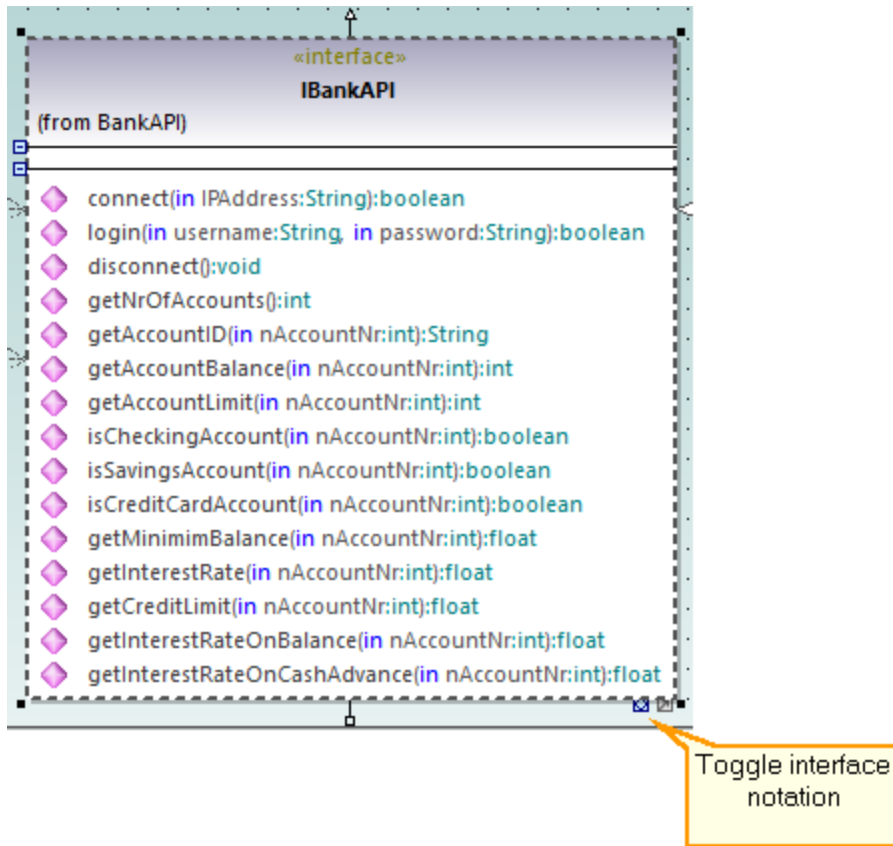 «interface»
IBankAPI
(from BankAPI)
connect(in IPAddress:String):boolean
login(in username:String, in password:String):boolean
disconnect():void
getNrOfAccounts():int
getAccountID(in nAccountNr:int):String
getAccountBalance(in nAccountNr:int):int
getAccountLimit(in nAccountNr:int):int
isCheckingAccount(in nAccountNr:int):boolean
isSavingsAccount(in nAccountNr:int):boolean
isCreditCardAccount(in nAccountNr:int):boolean
getMinimimBalance(in nAccountNr:int):float
getInterestRate(in nAccountNr:int):float
getCreditLimit(in nAccountNr:int):float
getInterestRateOnBalance(in nAccountNr:int):float
getInterestRateOnCashAdvance(in nAccountNr:int):float
Toggle interface
notation